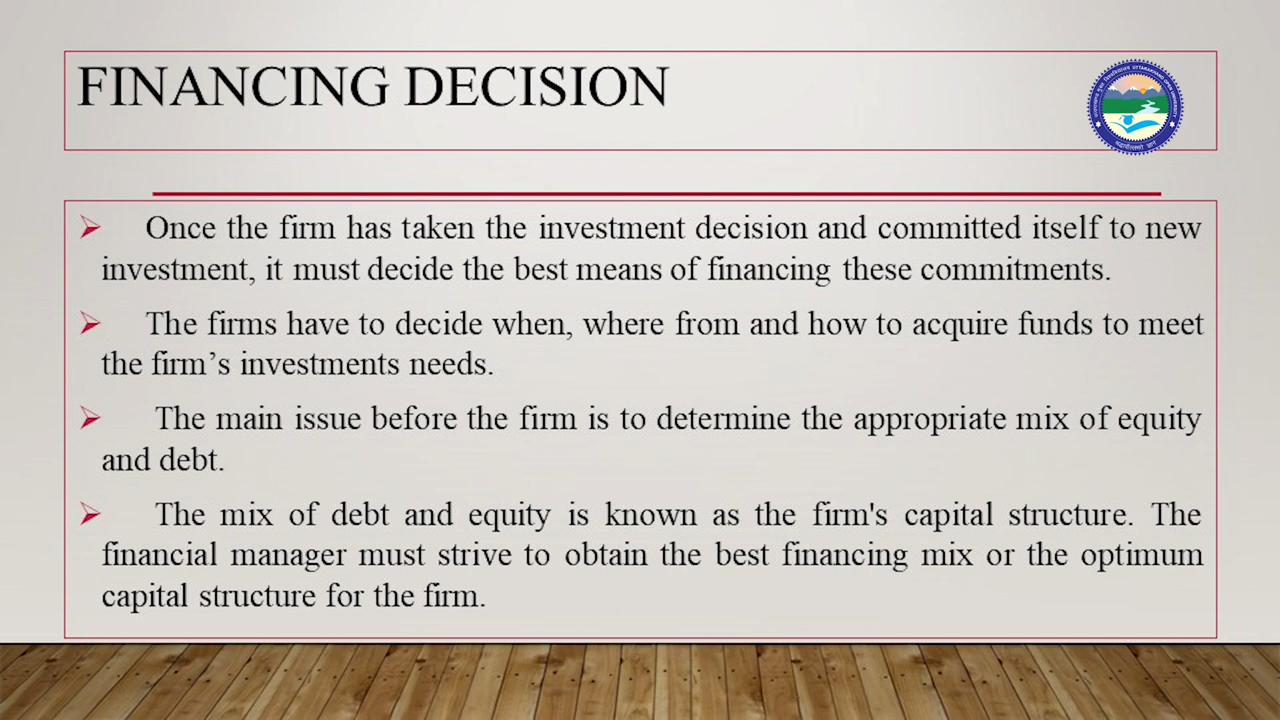 FINANCING DECISION
Once the firm has taken the investment decision and committed itself to new
investment, it must decide the best means of financing these commitments.
The firms have to decide when, where from and how to acquire funds to meet
the firm’s investments needs.
The main issue before the firm is to determine the appropriate mix of equity
and debt.
The mix of debt and equity is known as the firm's capital structure. The
financial manager must strive to obtain the best financing mix or the optimum
capital structure for the firm.